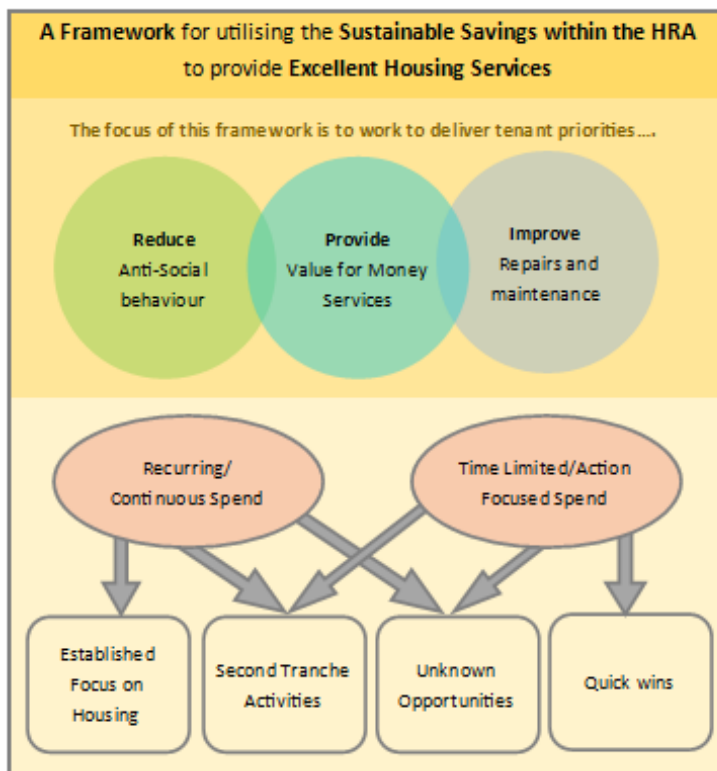 A Framework for utilising the Sustainable Savings within the HRA
to provide Excellent Housing Services
The focus of this framework is to work to deliver tenant priorities….
Reduce
Anti-Social
behaviour
Provide
Value for Money
Services
Improve
Repairs and
maintenance
Recurring/
Continuous Spend
Time Limited/Action
Focused Spend
Established
Focus on
Housing
Second Tranche
Activities
Unknown
Opportunities
Quick wins